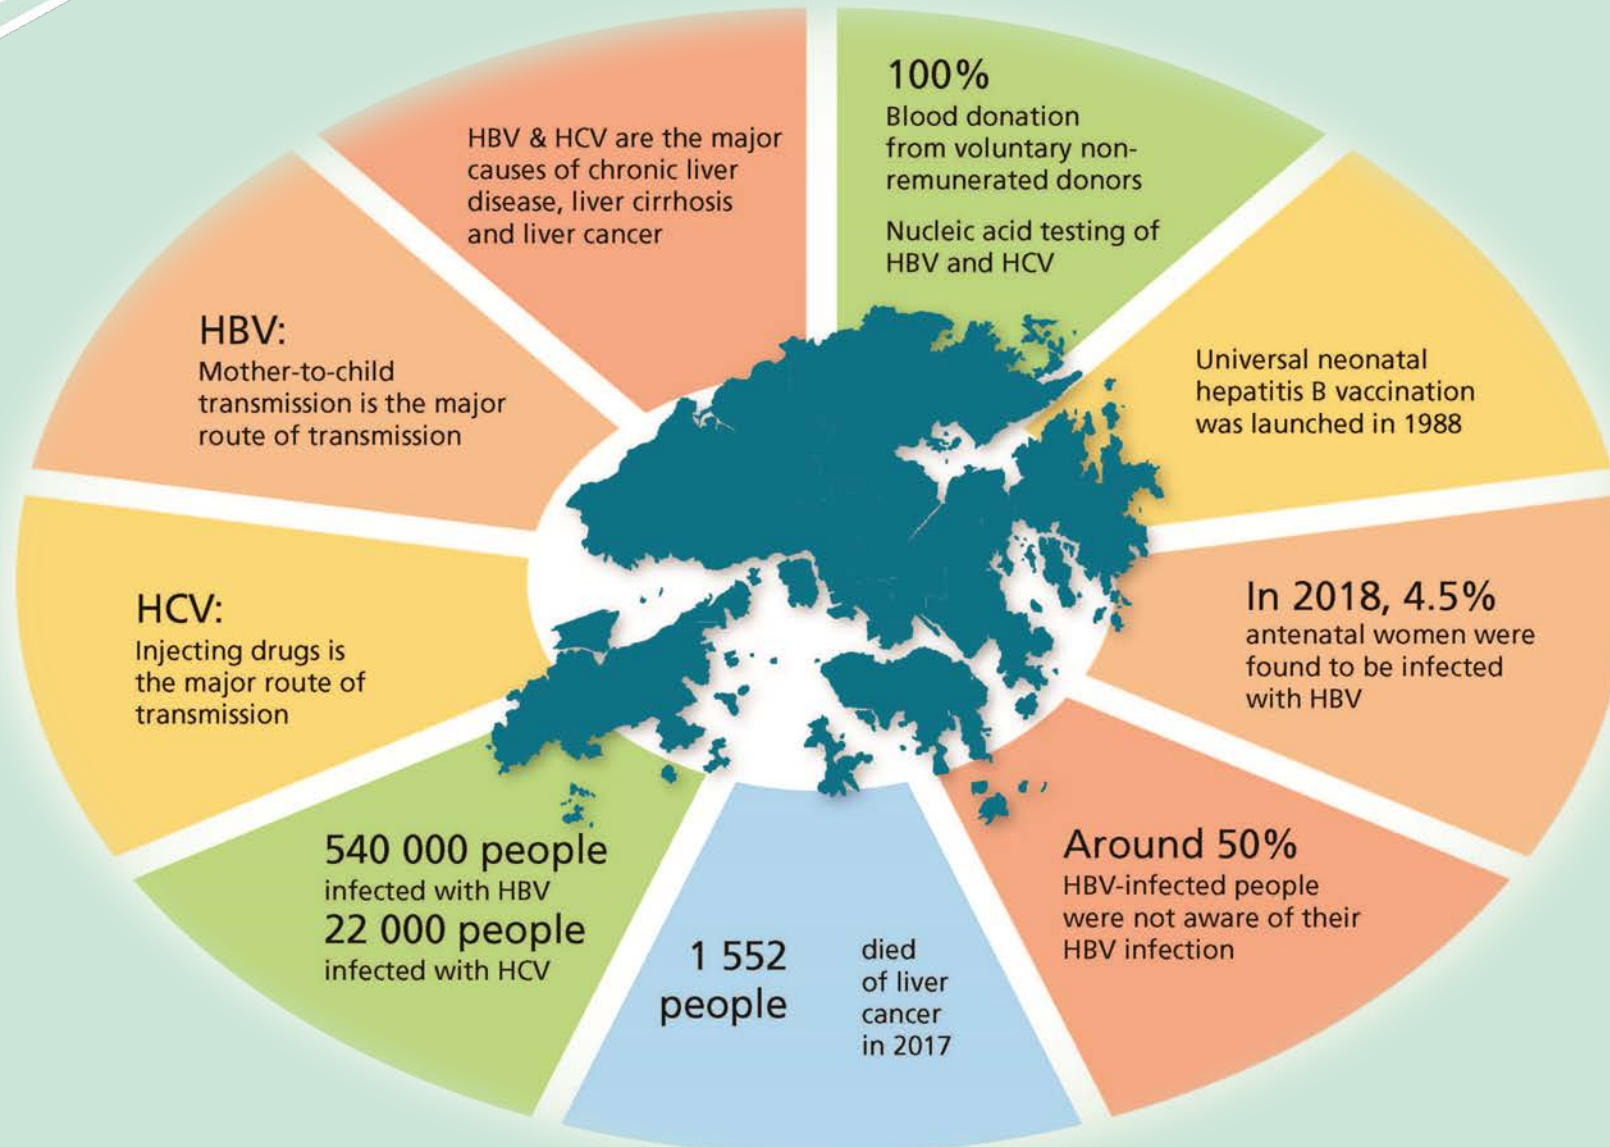 100%
Blood donation
from voluntary non-
remunerated donors
Nucleic acid testing of
HBV and HCV
Universal neonatal
hepatitis B vaccination
was launched in 1988
In 2018, 4.5%
antenatal women were
found to be infected
with HBV
Around 50%
HBV-infected people
were not aware of their
HBV infection
1 552
people
died
of liver
cancer
in 2017
540 000 people
infected with HBV
22 000 people
infected with HCV
HCV:
Injecting drugs is
the major route of
transmission
HBV:
Mother-to-child
transmission is the major
route of transmission
HBV & HCV are the major
causes of chronic liver
disease, liver cirrhosis
and liver cancer